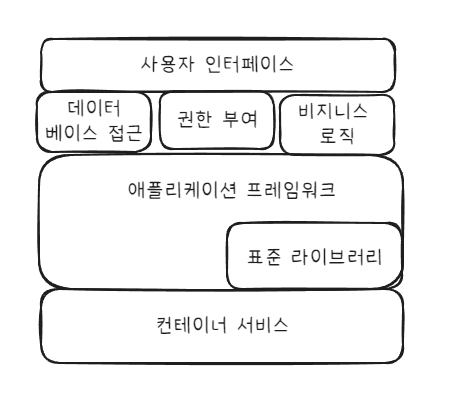 사용자 인터페이스
데이터
베이스 접근
권한 부여
비지니스
로직
애플리케이션 프레임워크
표준 라이브러리
컨테이너 서비스